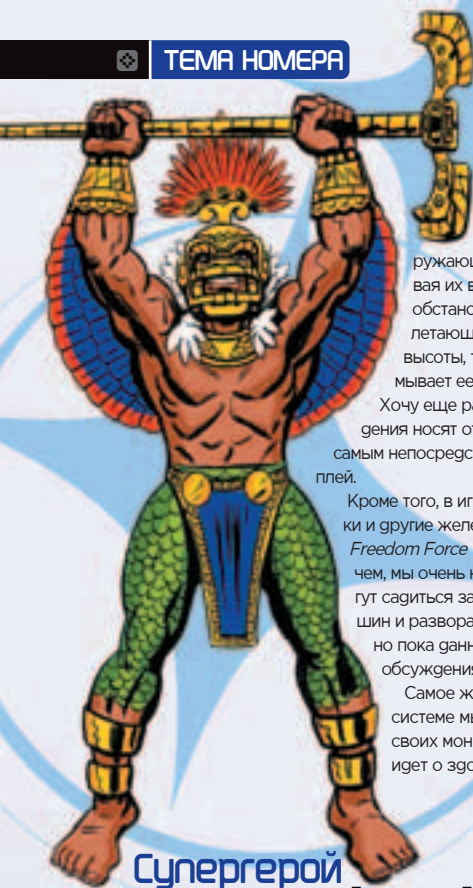 ТЕМА НОМЕРА
ружающ
вая их в
обстано
летающ
высоты, т
мывает ее
Хочу еще ра
дения носят от
самым непосредс
плей.
Кроме того, в иг
ки и другие желе
Freedom Force
чем, мы очень н
гут садиться за
шин и развора
но пока данн
обсуждения
Самое ж
системе мы
своих мон
идет о здо
Супергерой